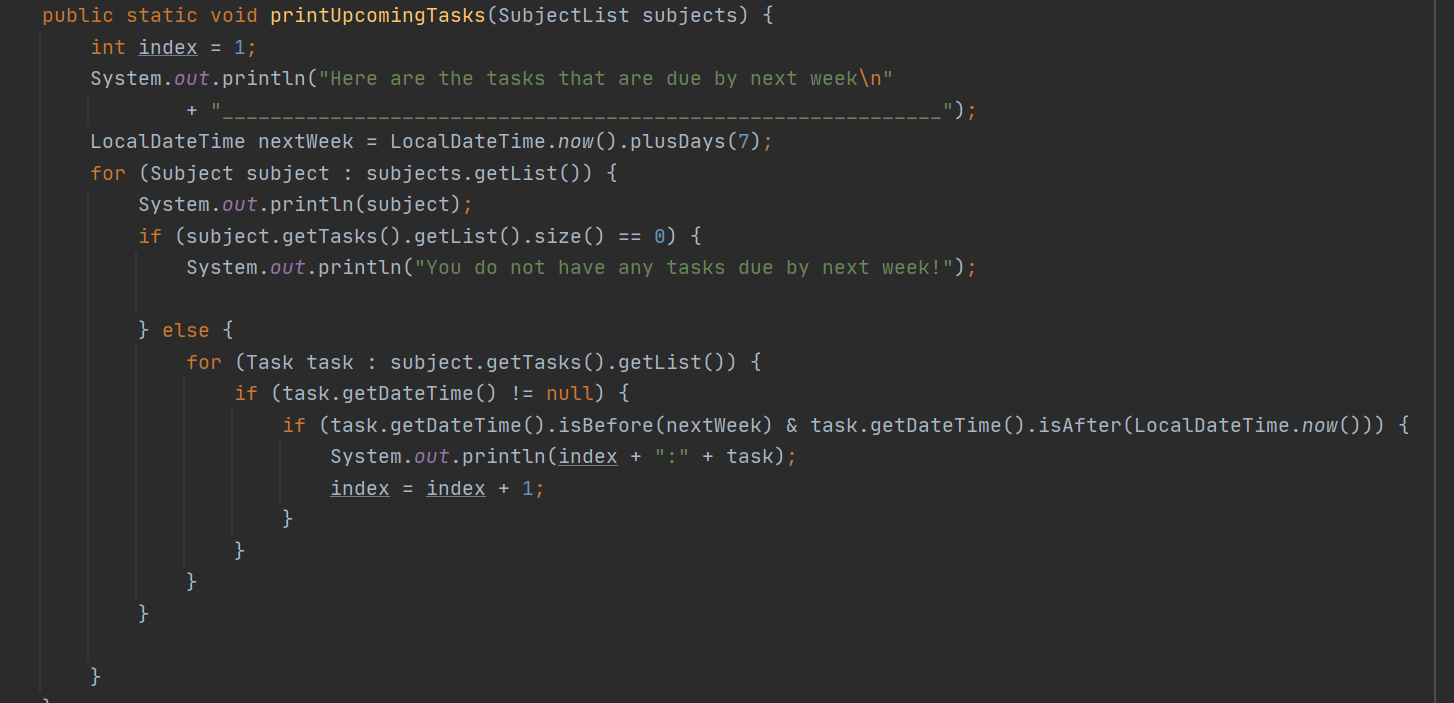 public static void printUpcomingTasks(SubjectList subjects) {
    int index = 1;
    System.out.println("Here are the tasks that are due by next week\n"
            + "____________________________________________________________");
    LocalDateTime nextWeek = LocalDateTime.now().plusDays(7);
    for (Subject subject : subjects.getList()) {
        System.out.println(subject);
        if (subject.getTasks().getList().size() == 0) {
            System.out.println("You do not have any tasks due by next week!");

        } else {
            for (Task task : subject.getTasks().getList()) {
                if (task.getDateTime() != null) {
                    if (task.getDateTime().isBefore(nextWeek) & task.getDateTime().isAfter(LocalDateTime.now())) {
                        System.out.println(index + ":" + task);
                        index = index + 1;
                    }
                }
            }
        }

    }
}